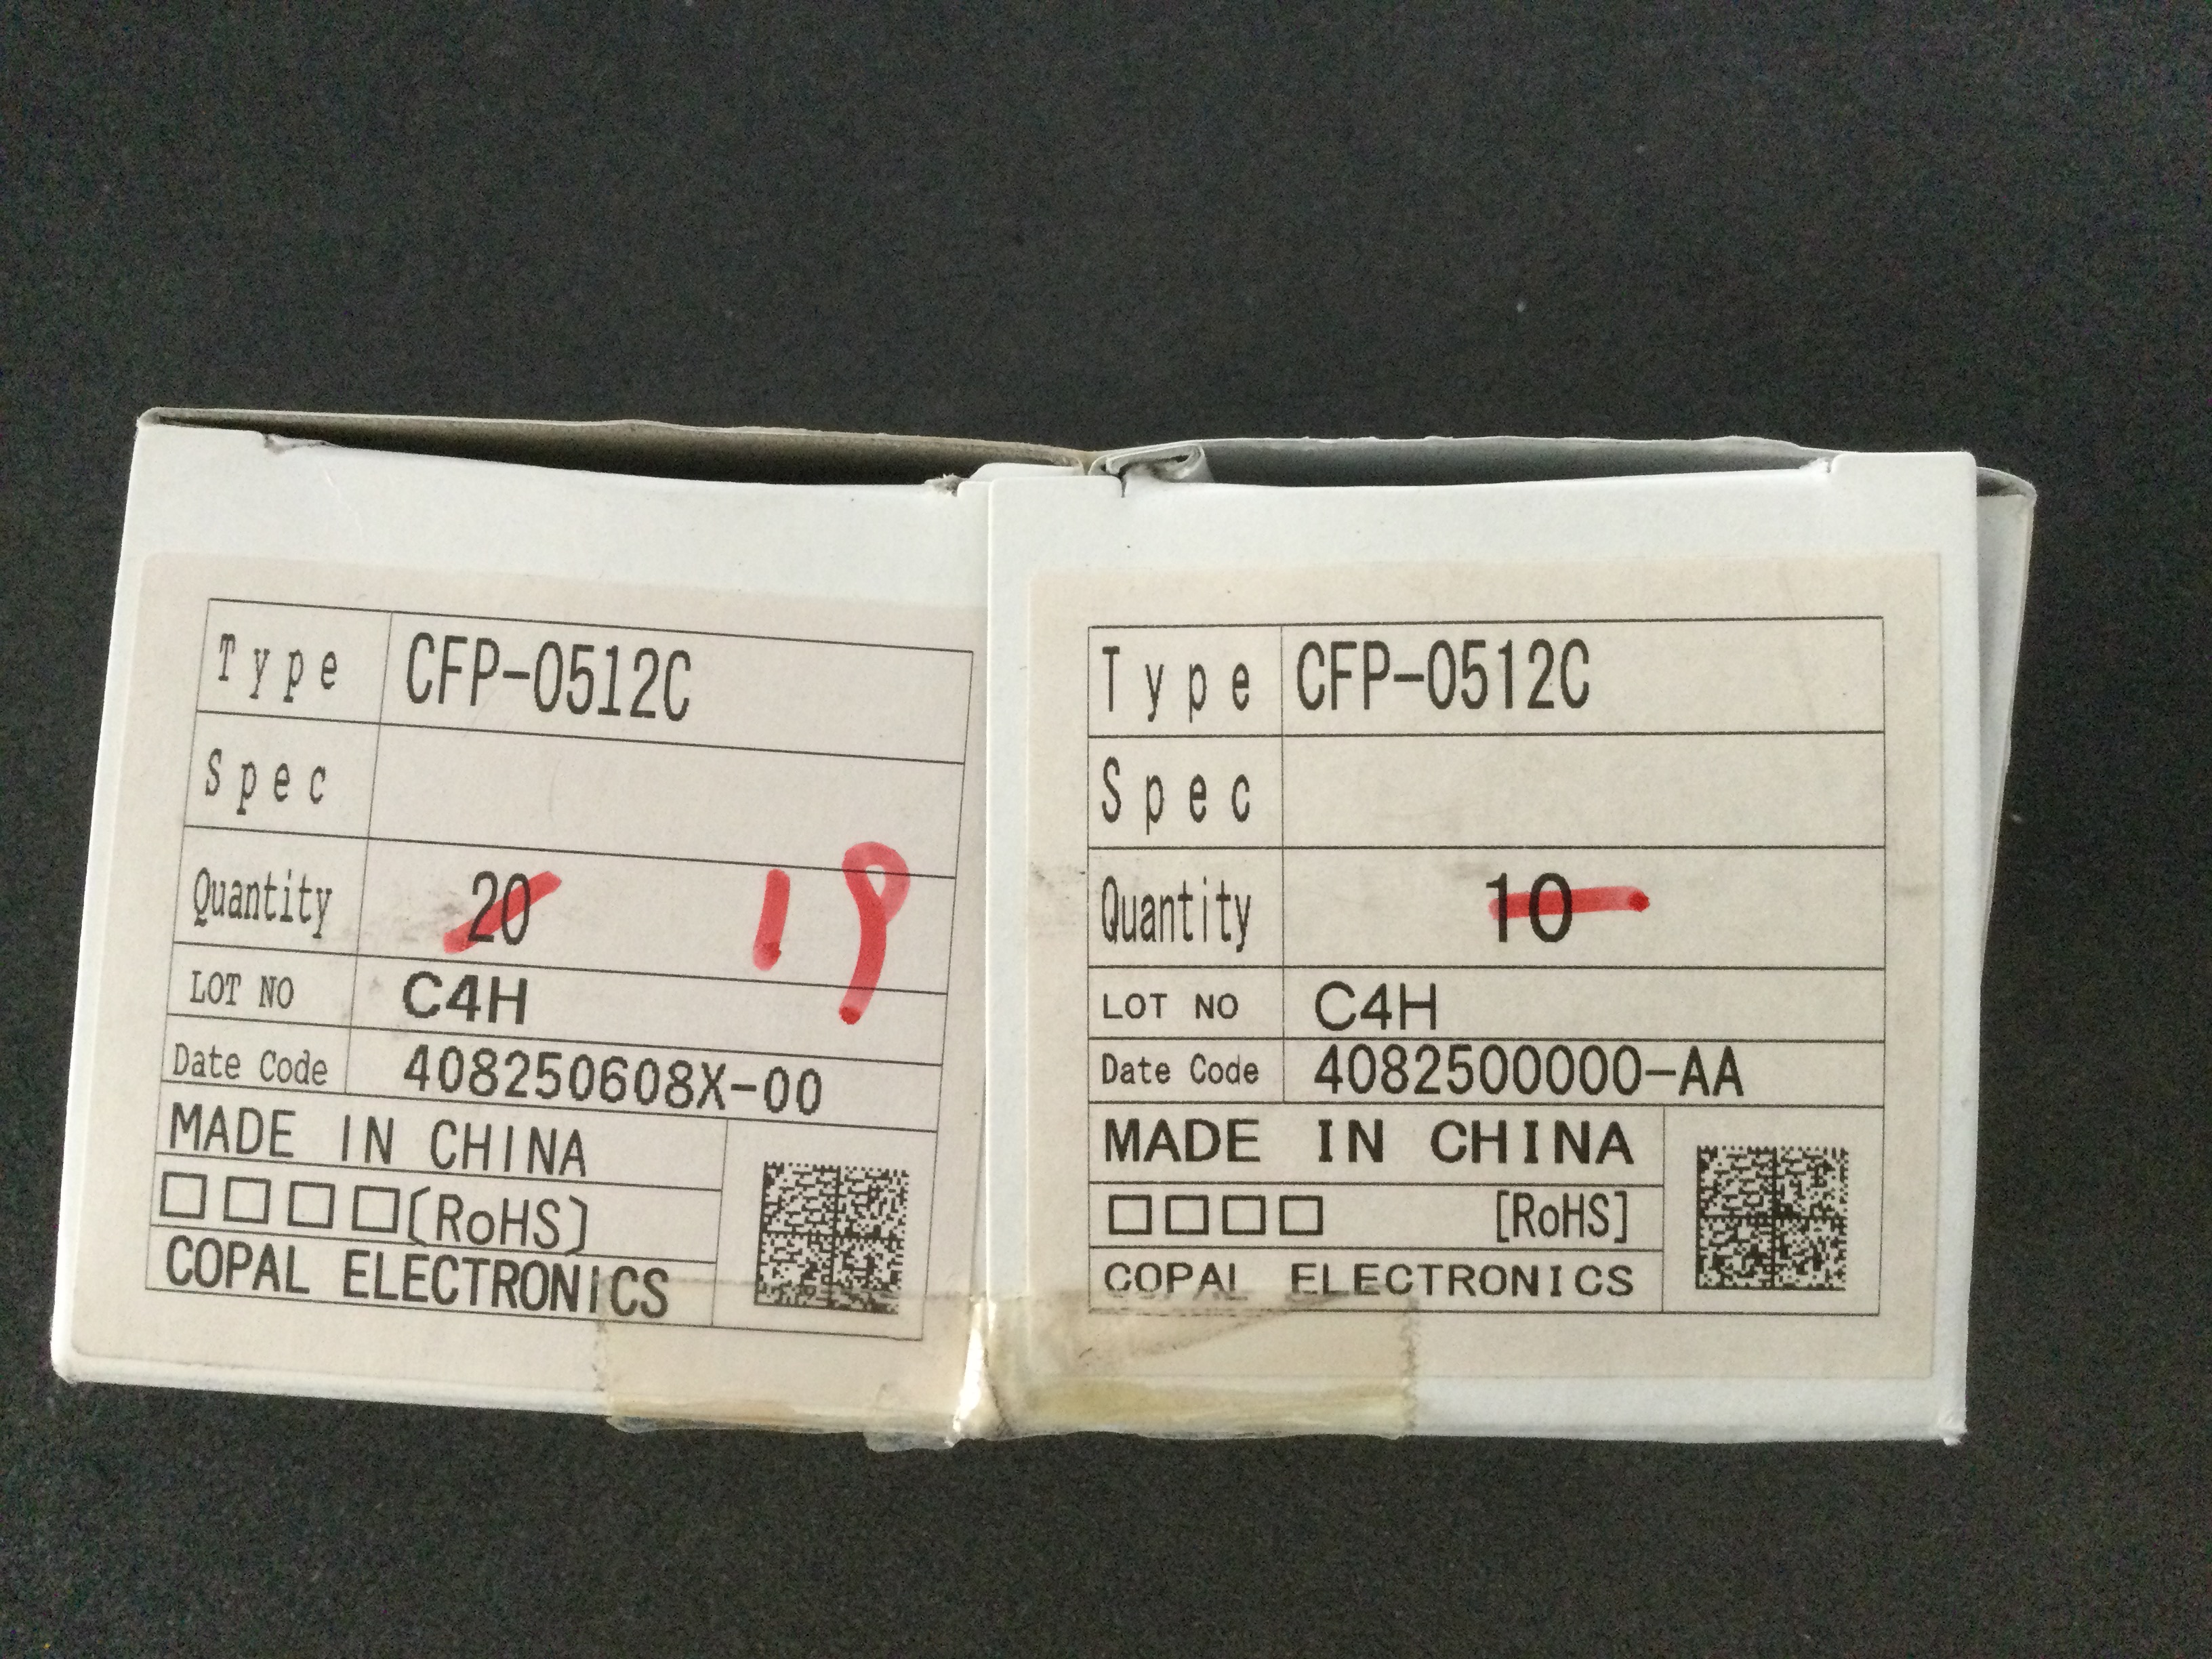 Type CFP-0512C
Spec
Quantity 20 19
LOT NO C4H
Date Code 408250608X-00
MADE IN CHINA
□□□□[RoHS]
COPAL ELECTRONICS
Type CFP-0512C
Spec
Quantity 10
LOT NO C4H
Date Code 4082500000-AA
MADE IN CHINA
□□□□ [RoHS]
COPAL ELECTRONICS